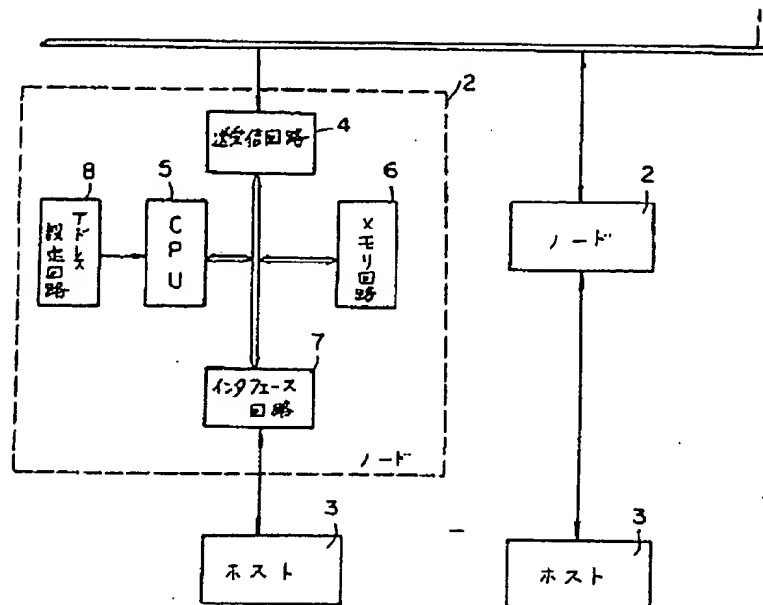 1
2
送受信回路
4
8
アドレス
設定回路
5
CPU
6
メモリ回路
2
ノード
7
インタフェース
回路
ノード
3
ホスト
3
ホスト